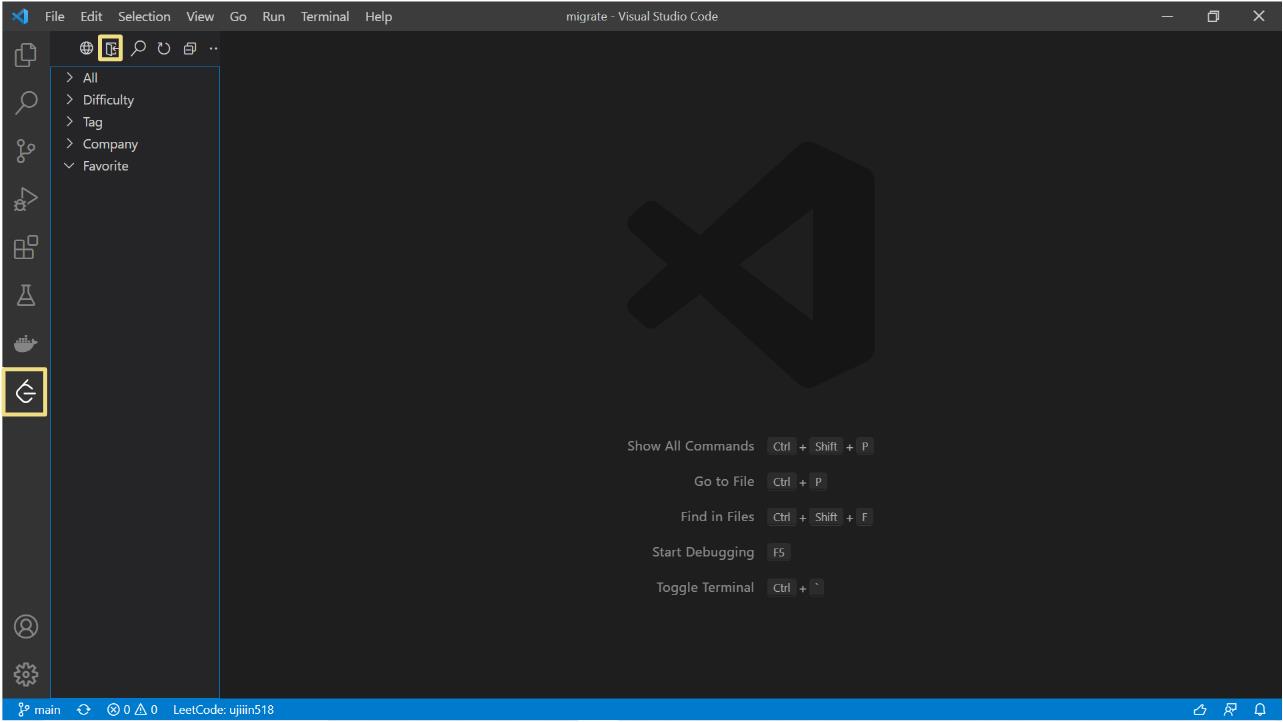 File Edit Selection View Go Run Terminal Help migrate - Visual Studio Code
All
Difficulty
Tag
Company
Favorite
Show All Commands Ctrl + Shift + P
Go to File Ctrl + P
Find in Files Ctrl + Shift + F
Start Debugging F5
Toggle Terminal Ctrl + `
main 0 0 LeetCode: ujiiin518